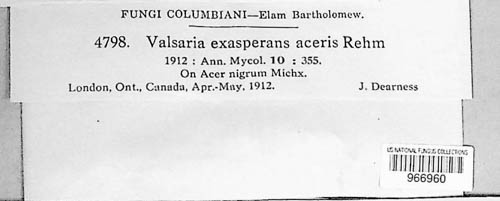 FUNGI COLUMBIANI—Elam Bartholomew.
4798. Valsaria exasperans aceris Rehm
1912 : Ann. Mycol. 10 : 355.
On Acer nigrum Michx.
London, Ont., Canada, Apr.-May, 1912. J. Dearness
US NATIONAL FUNGUS COLLECTIONS
966960